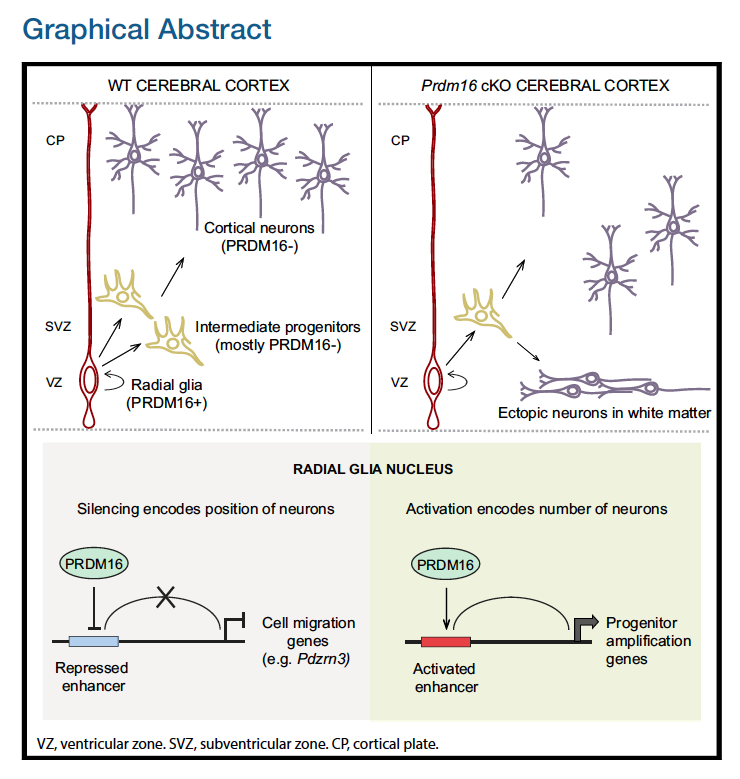 Graphical Abstract
WT CEREBRAL CORTEX
CP
Cortical neurons
(PRDM16-)
SVZ
Intermediate progenitors
(mostly PRDM16-)
VZ
Radial glia
(PRDM16+)
Prdm16 cKO CEREBRAL CORTEX
CP
SVZ
VZ
Ectopic neurons in white matter
RADIAL GLIA NUCLEUS
Silencing encodes position of neurons
PRDM16
Cell migration
genes
(e.g. Pdzrn3)
Repressed
enhancer
Activation encodes number of neurons
PRDM16
Progenitor
amplification
genes
Activated
enhancer
VZ, ventricular zone. SVZ, subventricular zone. CP, cortical plate.